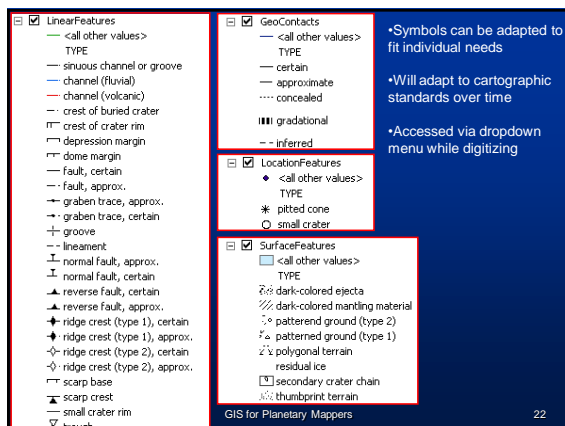 LinearFeatures
<all other values>
TYPE
sinuous channel or groove
channel (fluvial)
channel (volcanic)
crest of buried crater
crest of crater rim
depression margin
dome margin
fault, certain
fault, approx.
graben trace, approx.
graben trace, certain
groove
lineament
normal fault, approx.
normal fault, certain
reverse fault, certain
reverse fault, approx.
ridge crest (type 1), certain
ridge crest (type 1), approx.
ridge crest (type 2), certain
ridge crest (type 2), approx.
scarp base
scarp crest
small crater rim
trough
GeoContacts
<all other values>
TYPE
certain
approximate
concealed
gradational
inferred
LocationFeatures
<all other values>
TYPE
pitted cone
small crater
SurfaceFeatures
<all other values>
TYPE
dark-colored ejecta
dark-colored mantling material
patterend ground (type 2)
patterned ground (type 1)
polygonal terrain
residual ice
secondary crater chain
thumbprint terrain
•Symbols can be adapted to
fit individual needs
•Will adapt to cartographic
standards over time
•Accessed via dropdown
menu while digitizing
GIS for Planetary Mappers
22